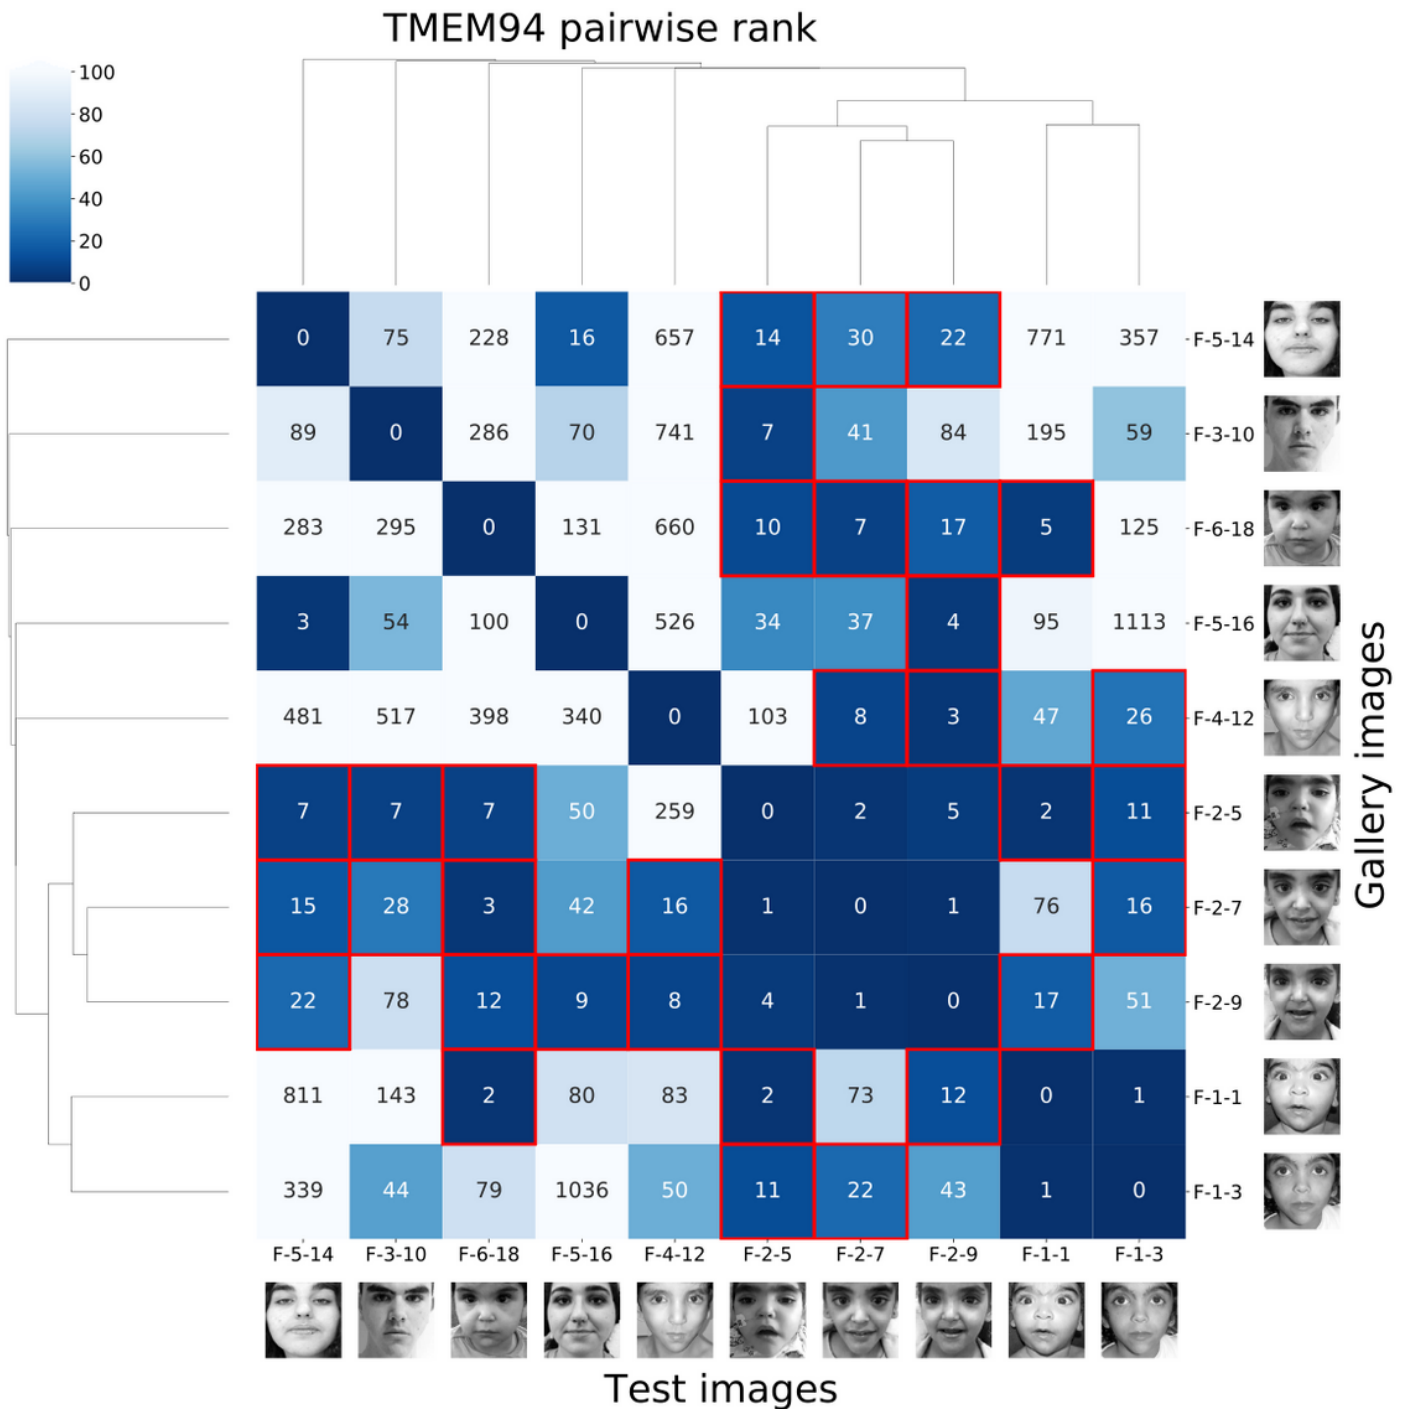 TMEM94 pairwise rank
100
80
60
40
20
0
0 75 228 16 657 14 30 22 771 357 F-5-14
89 0 286 70 741 7 41 84 195 59 F-3-10
283 295 0 131 660 10 7 17 5 125 F-6-18
3 54 100 0 526 34 37 4 95 1113 F-5-16
481 517 398 340 0 103 8 3 47 26 F-4-12
7 7 7 50 259 0 2 5 2 11 F-2-5
15 28 3 42 16 1 0 1 76 16 F-2-7
22 78 12 9 8 4 1 0 17 51 F-2-9
811 143 2 80 83 2 73 12 0 1 F-1-1
339 44 79 1036 50 11 22 43 1 0 F-1-3
Gallery images
F-5-14 F-3-10 F-6-18 F-5-16 F-4-12 F-2-5 F-2-7 F-2-9 F-1-1 F-1-3
Test images